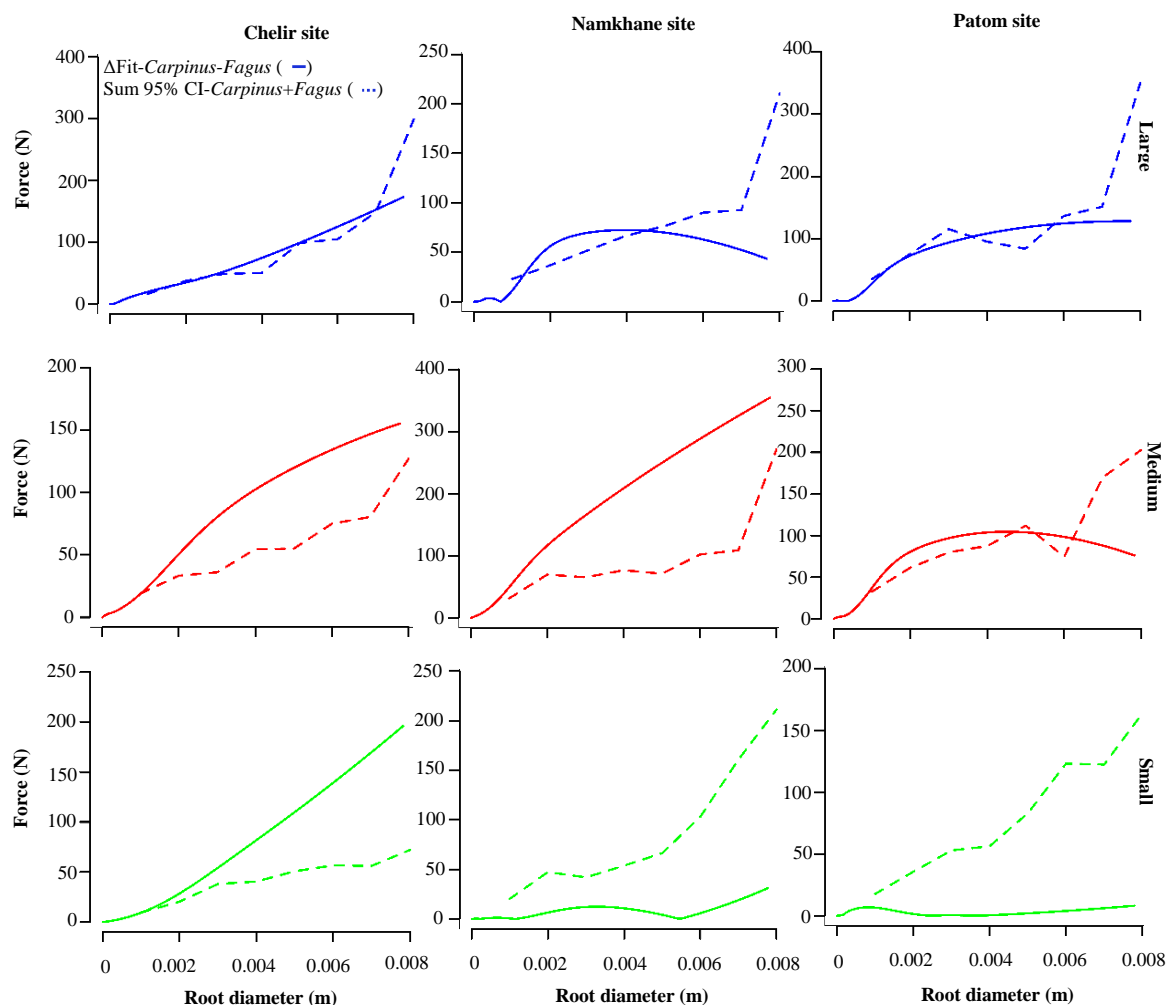 Chelir site
Namkhane site
Patom site
400
300
200
100
0
Force (N)
ΔFit-Carpinus-Fagus ( — )
Sum 95% CI-Carpinus+Fagus ( ···· )
250
200
150
100
50
0
400
300
200
100
0
Large
200
150
100
50
0
Force (N)
400
300
200
100
0
300
250
200
150
100
50
0
Medium
250
200
150
100
50
0
Force (N)
250
200
150
100
50
0
200
150
100
50
0
Small
0 0.002 0.004 0.006 0.008
0 0.002 0.004 0.006 0.008
0 0.002 0.004 0.006 0.008
Root diameter (m)
Root diameter (m)
Root diameter (m)